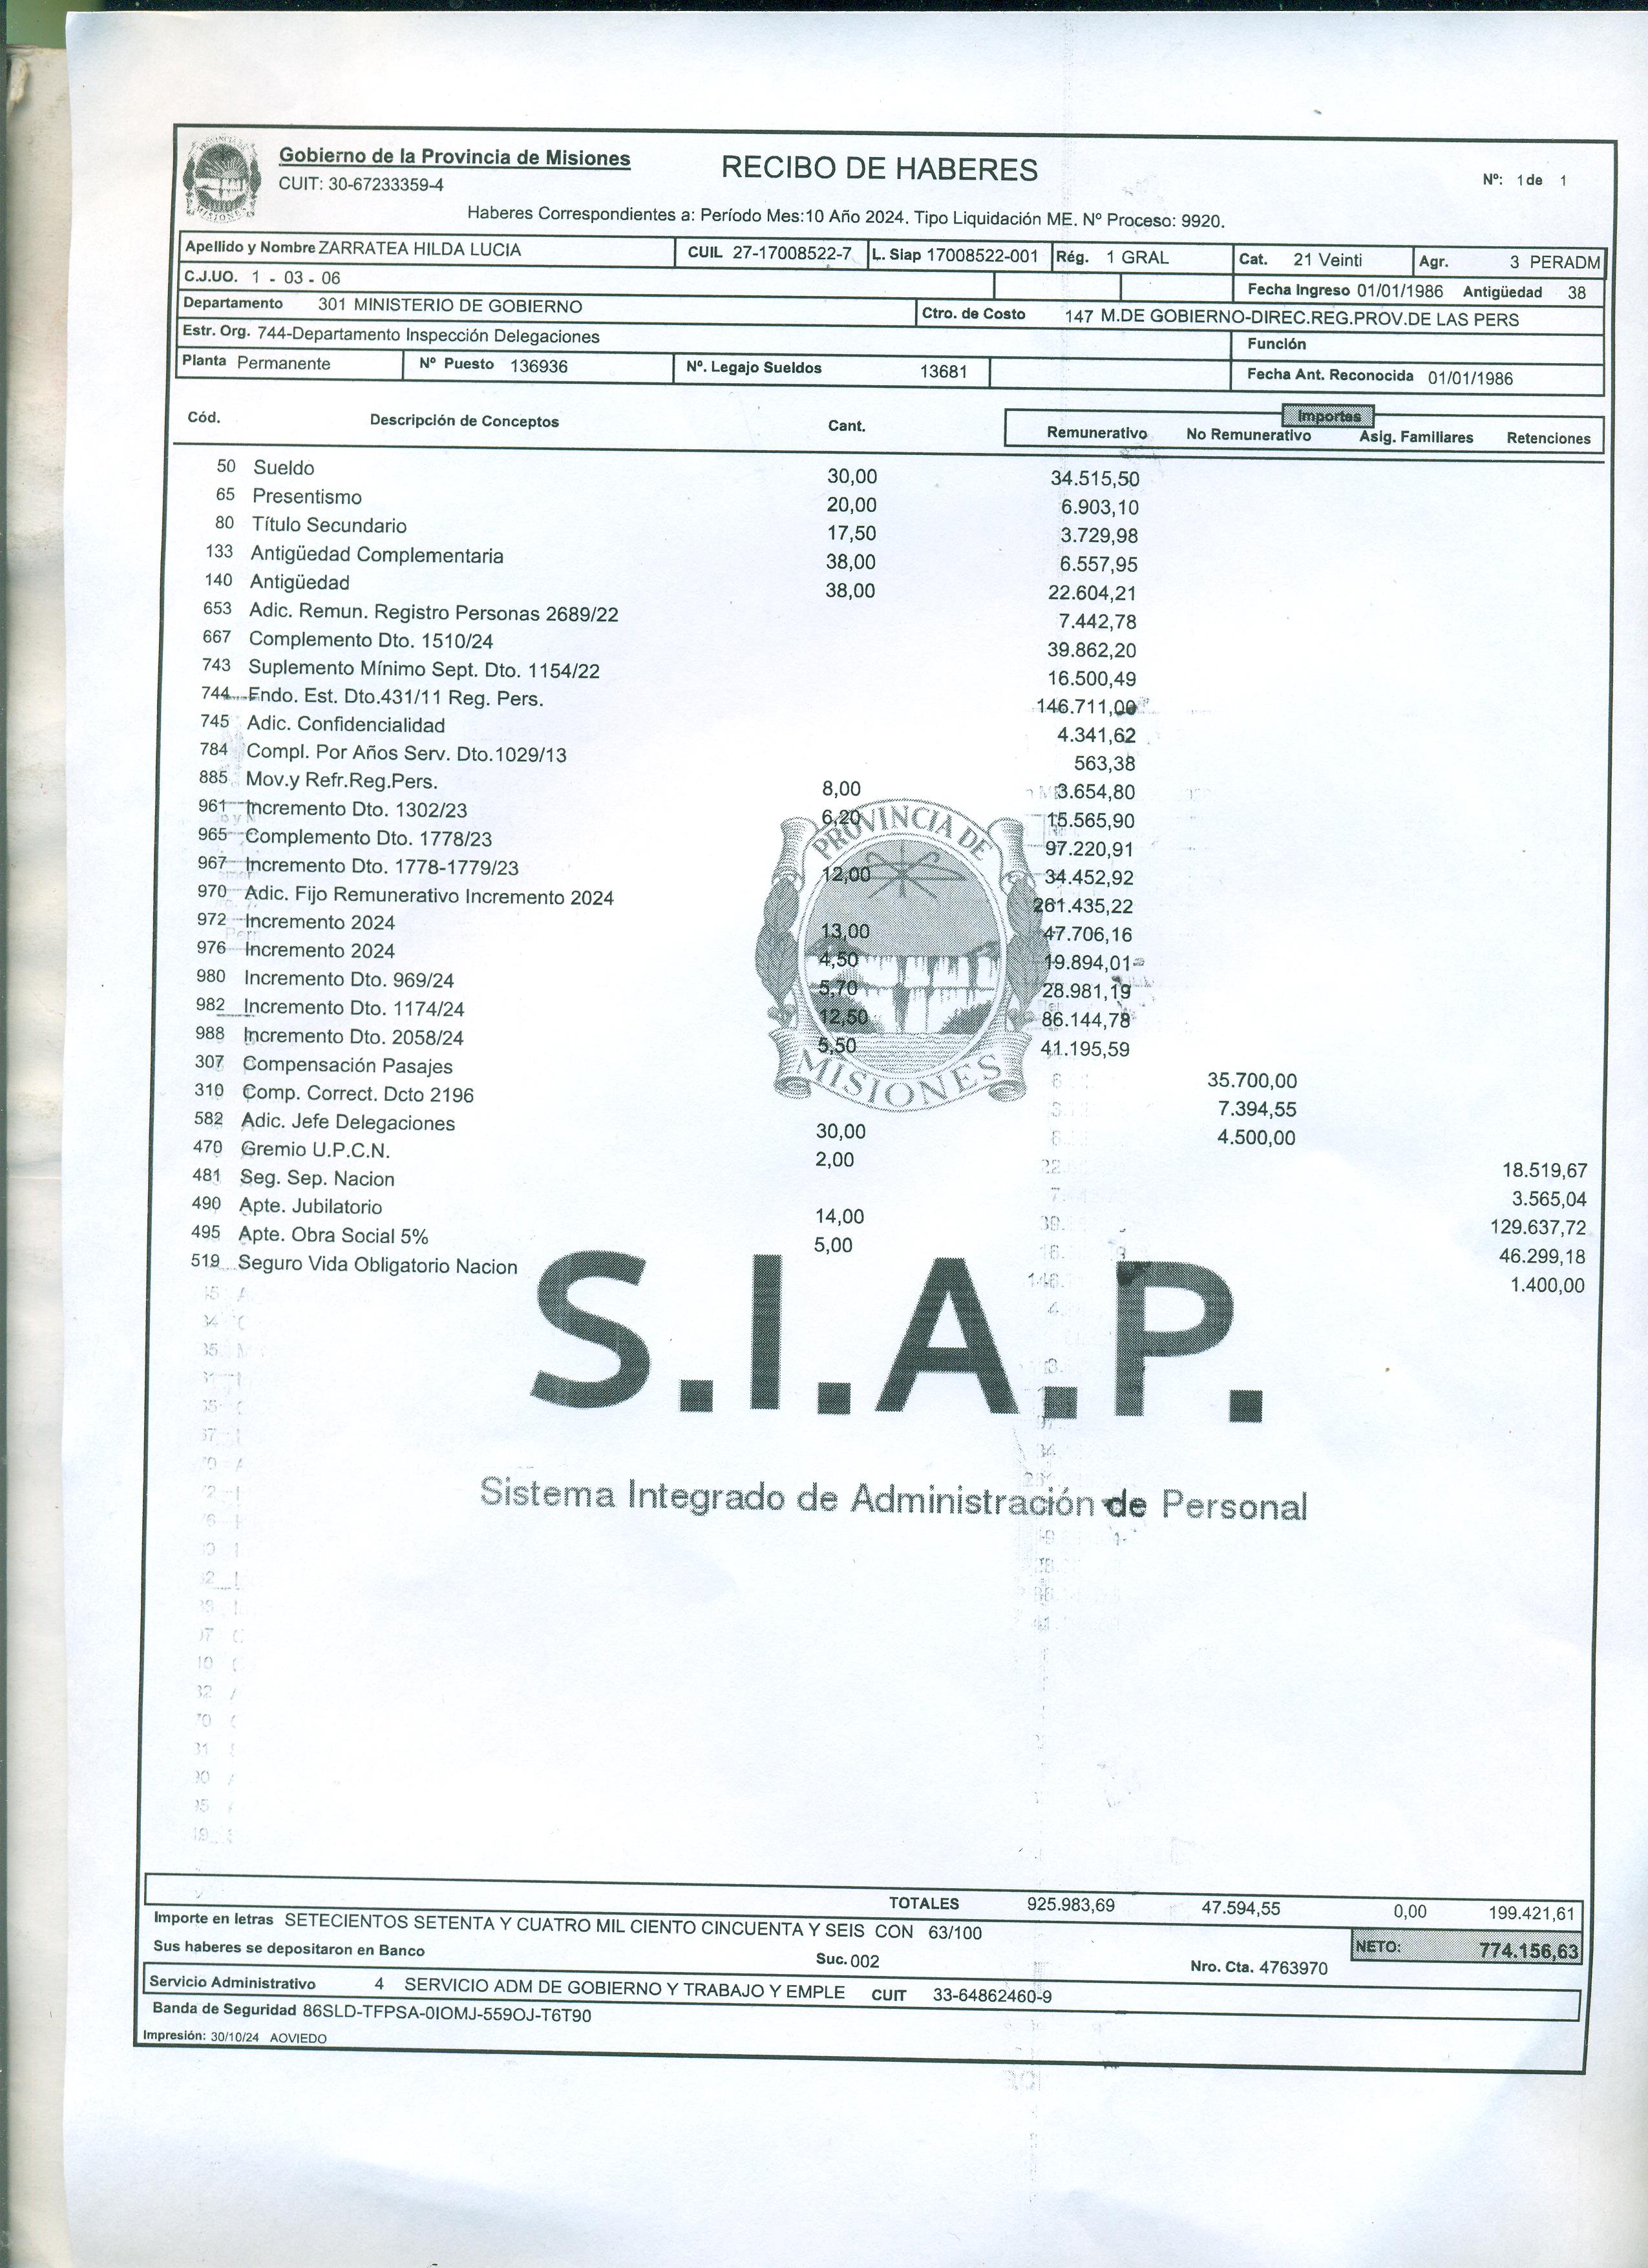 Gobierno de la Provincia de Misiones
CUIT: 30-67233359-4
RECIBO DE HABERES
Nº: 1 de 1
Haberes Correspondientes a: Período Mes:10 Año 2024. Tipo Liquidación ME. Nº Proceso: 9920.
Apellido y Nombre ZARRATEA HILDA LUCIA CUIL 27-17008522-7 L. Siap 17008522-001 Rég. 1 GRAL Cat. 21 Veinti Agr. 3 PERADM
C.J.UO. 1 - 03 - 06 Fecha Ingreso 01/01/1986 Antigüedad 38
Departamento 301 MINISTERIO DE GOBIERNO Ctro. de Costo 147 M.DE GOBIERNO-DIREC.REG.PROV.DE LAS PERS
Estr. Org. 744-Departamento Inspección Delegaciones Función
Planta Permanente Nº Puesto 136936 Nº. Legajo Sueldos 13681 Fecha Ant. Reconocida 01/01/1986
Importes
Cód. Descripción de Conceptos Cant. Remunerativo No Remunerativo Asig. Familiares Retenciones
50 Sueldo 30,00 34.515,50
65 Presentismo 20,00 6.903,10
80 Título Secundario 17,50 3.729,98
133 Antigüedad Complementaria 38,00 6.557,95
140 Antigüedad 38,00 22.604,21
653 Adic. Remun. Registro Personas 2689/22 7.442,78
667 Complemento Dto. 1510/24 39.862,20
743 Suplemento Mínimo Sept. Dto. 1154/22 16.500,49
744 Endo. Est. Dto.431/11 Reg. Pers. 146.711,00
745 Adic. Confidencialidad 4.341,62
784 Compl. Por Años Serv. Dto.1029/13 563,38
885 Mov.y Refr.Reg.Pers. 8,00 3.654,80
961 Incremento Dto. 1302/23 6,20 15.565,90
965 Complemento Dto. 1778/23 97.220,91
967 Incremento Dto. 1778-1779/23 12,00 34.452,92
970 Adic. Fijo Remunerativo Incremento 2024 261.435,22
972 Incremento 2024 13,00 47.706,16
976 Incremento 2024 4,50 19.894,01
980 Incremento Dto. 969/24 5,70 28.981,19
982 Incremento Dto. 1174/24 12,50 86.144,78
988 Incremento Dto. 2058/24 5,50 41.195,59
307 Compensación Pasajes 35.700,00
310 Comp. Correct. Dcto 2196 7.394,55
582 Adic. Jefe Delegaciones 30,00 4.500,00
470 Gremio U.P.C.N. 2,00 18.519,67
481 Seg. Sep. Nacion 3.565,04
490 Apte. Jubilatorio 14,00 129.637,72
495 Apte. Obra Social 5% 5,00 46.299,18
519 Seguro Vida Obligatorio Nacion 1.400,00
PROVINCIA DE
MISIONES
S.I.A.P.
Sistema Integrado de Administración de Personal
TOTALES 925.983,69 47.594,55 0,00 199.421,61
Importe en letras SETECIENTOS SETENTA Y CUATRO MIL CIENTO CINCUENTA Y SEIS CON 63/100
NETO: 774.156,63
Sus haberes se depositaron en Banco Suc. 002 Nro. Cta. 4763970
Servicio Administrativo 4 SERVICIO ADM DE GOBIERNO Y TRABAJO Y EMPLE CUIT 33-64862460-9
Banda de Seguridad 86SLD-TFPSA-0IOMJ-559OJ-T6T90
Impresión: 30/10/24 AOVIEDO